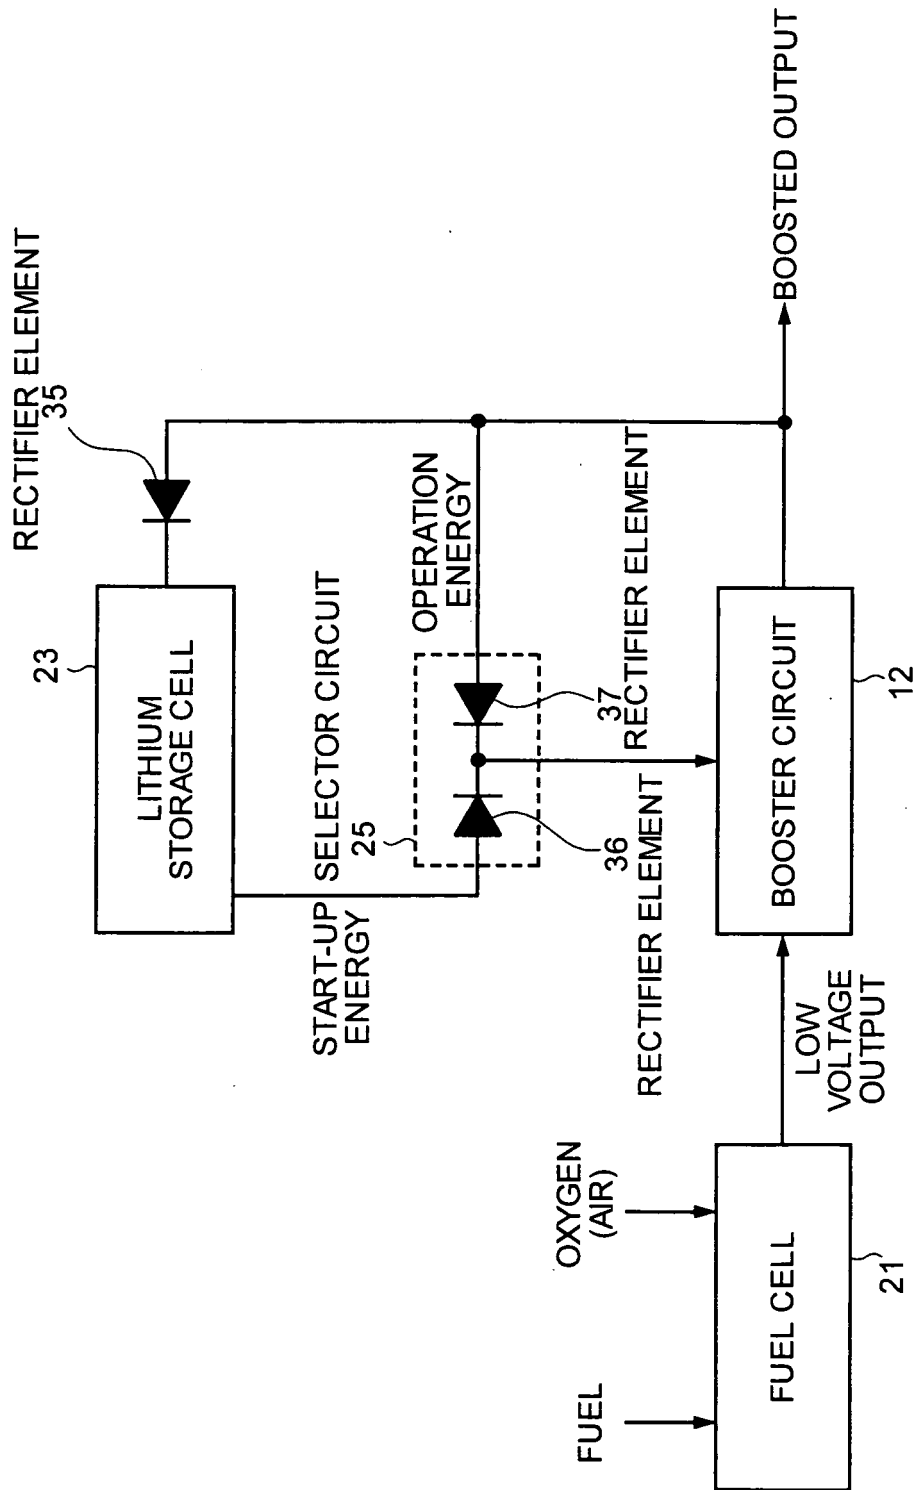 RECTIFIER ELEMENT
35
23
LITHIUM
STORAGE CELL
START-UP
ENERGY
SELECTOR CIRCUIT
25
OPERATION
ENERGY
36
37
RECTIFIER ELEMENT
RECTIFIER ELEMENT
FUEL
OXYGEN
(AIR)
FUEL CELL
21
LOW
VOLTAGE
OUTPUT
BOOSTER CIRCUIT
12
BOOSTED OUTPUT